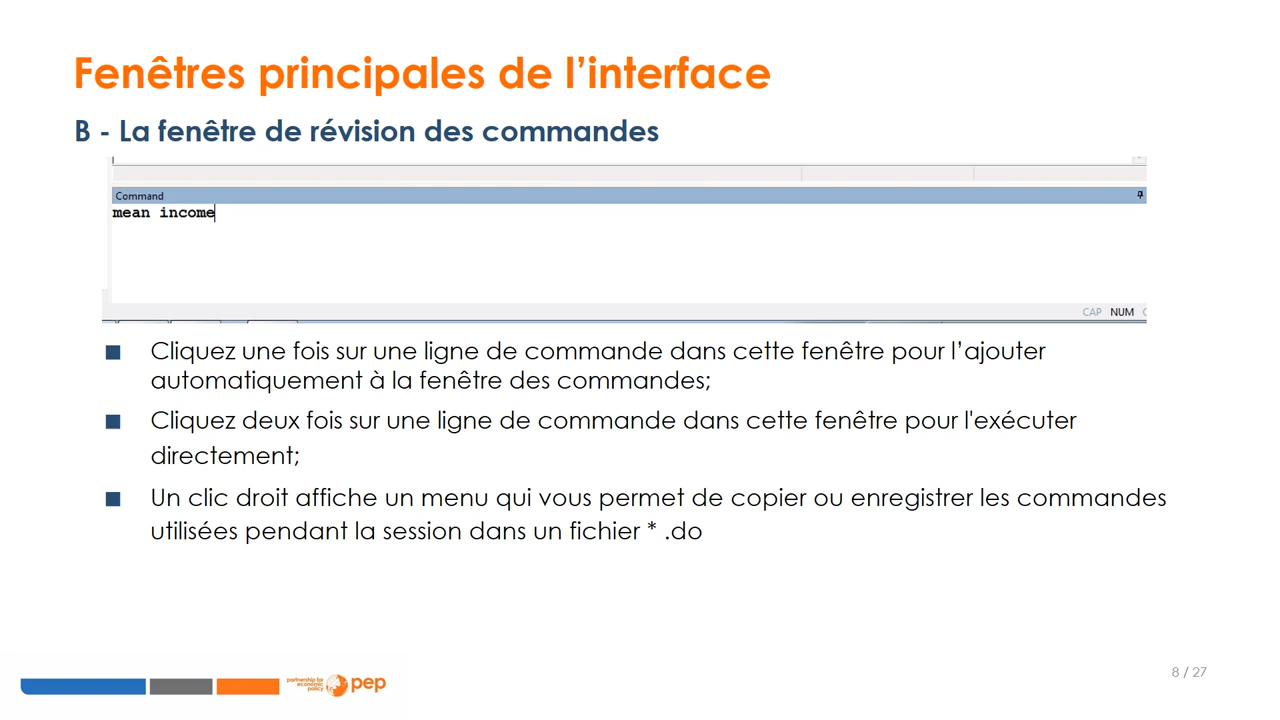 Fenêtres principales de l’interface
B - La fenêtre de révision des commandes
Command
mean income
CAP NUM
Cliquez une fois sur une ligne de commande dans cette fenêtre pour l’ajouter
automatiquement à la fenêtre des commandes;
Cliquez deux fois sur une ligne de commande dans cette fenêtre pour l'exécuter
directement;
Un clic droit affiche un menu qui vous permet de copier ou enregistrer les commandes
utilisées pendant la session dans un fichier * .do
partnership for
economic
policy
pep
8 / 27